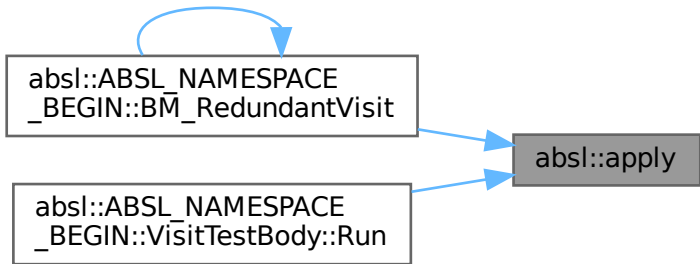 absl::ABSL_NAMESPACE
_BEGIN::BM_RedundantVisit
absl::apply
absl::ABSL_NAMESPACE
_BEGIN::VisitTestBody::Run